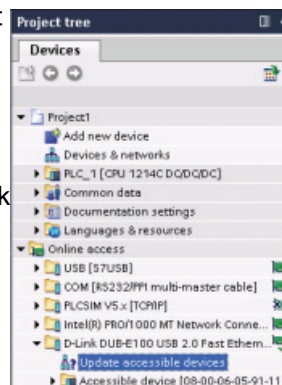 Project tree
Devices
Project1
Add new device
Devices & networks
PLC_1 [CPU 1214C DC/DC/DC]
Common data
Documentation settings
Languages & resources
Online access
USB [S7USB]
COM [RS232/PPI multi-master cable]
PLCSIM V5.x [TCP/IP]
Intel(R) PRO/1000 MT Network Conne...
D-Link DUB-E100 USB 2.0 Fast Ethern...
Update accessible devices
Accessible device [08-00-06-05-91-11